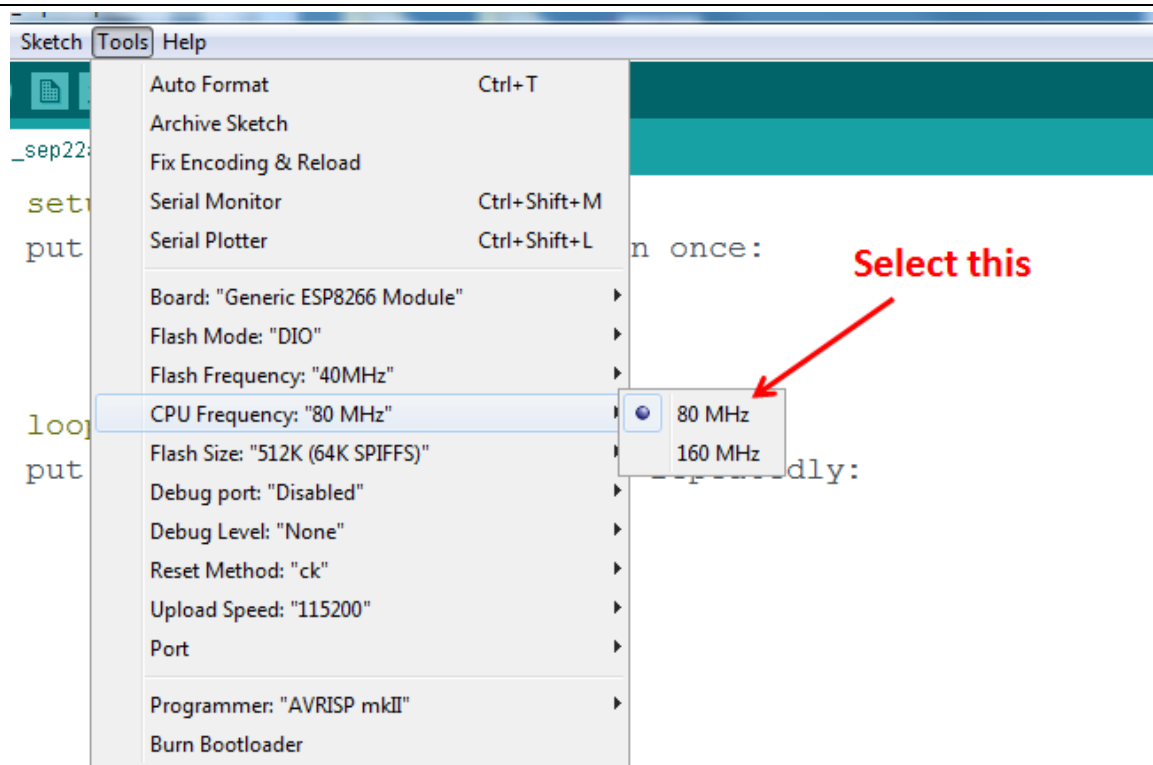 Sketch Tools Help
Auto Format Ctrl+T
Archive Sketch
_sep22a
Fix Encoding & Reload
setu
Serial Monitor Ctrl+Shift+M
put
Serial Plotter Ctrl+Shift+L
n once:
Select this
Board: "Generic ESP8266 Module"
Flash Mode: "DIO"
Flash Frequency: "40MHz"
CPU Frequency: "80 MHz"
80 MHz
160 MHz
loop
Flash Size: "512K (64K SPIFFS)"
put
repeatedly:
Debug port: "Disabled"
Debug Level: "None"
Reset Method: "ck"
Upload Speed: "115200"
Port
Programmer: "AVRISP mkII"
Burn Bootloader